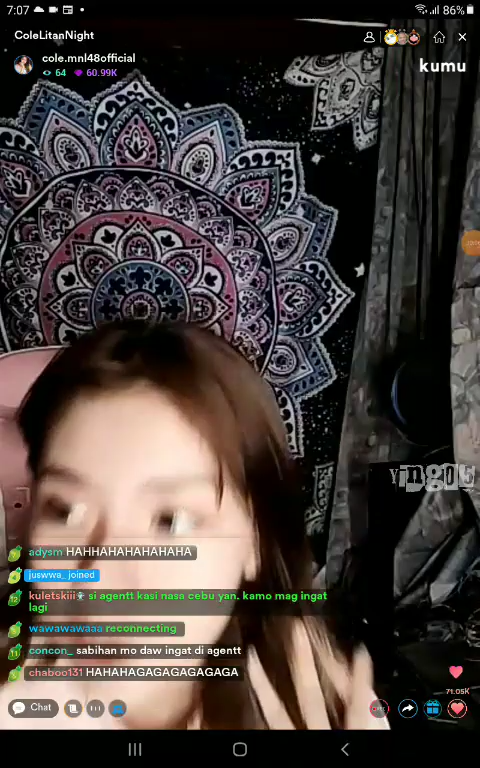 7:07
86%
ColeLitanNight
cole.mnl48official
64 60.99K
kumu
Yingo5
adysm HAHHAHAHAHAHAHA
juswwa_ joined
kuletskiii si agentt kasi nasa cebu yan. kamo mag ingat
lagi
wawawawaaa reconnecting
concon_ sabihan mo daw ingat di agentt
chaboo131 HAHAHAGAGAGAGAGAGA
71.05K
Chat